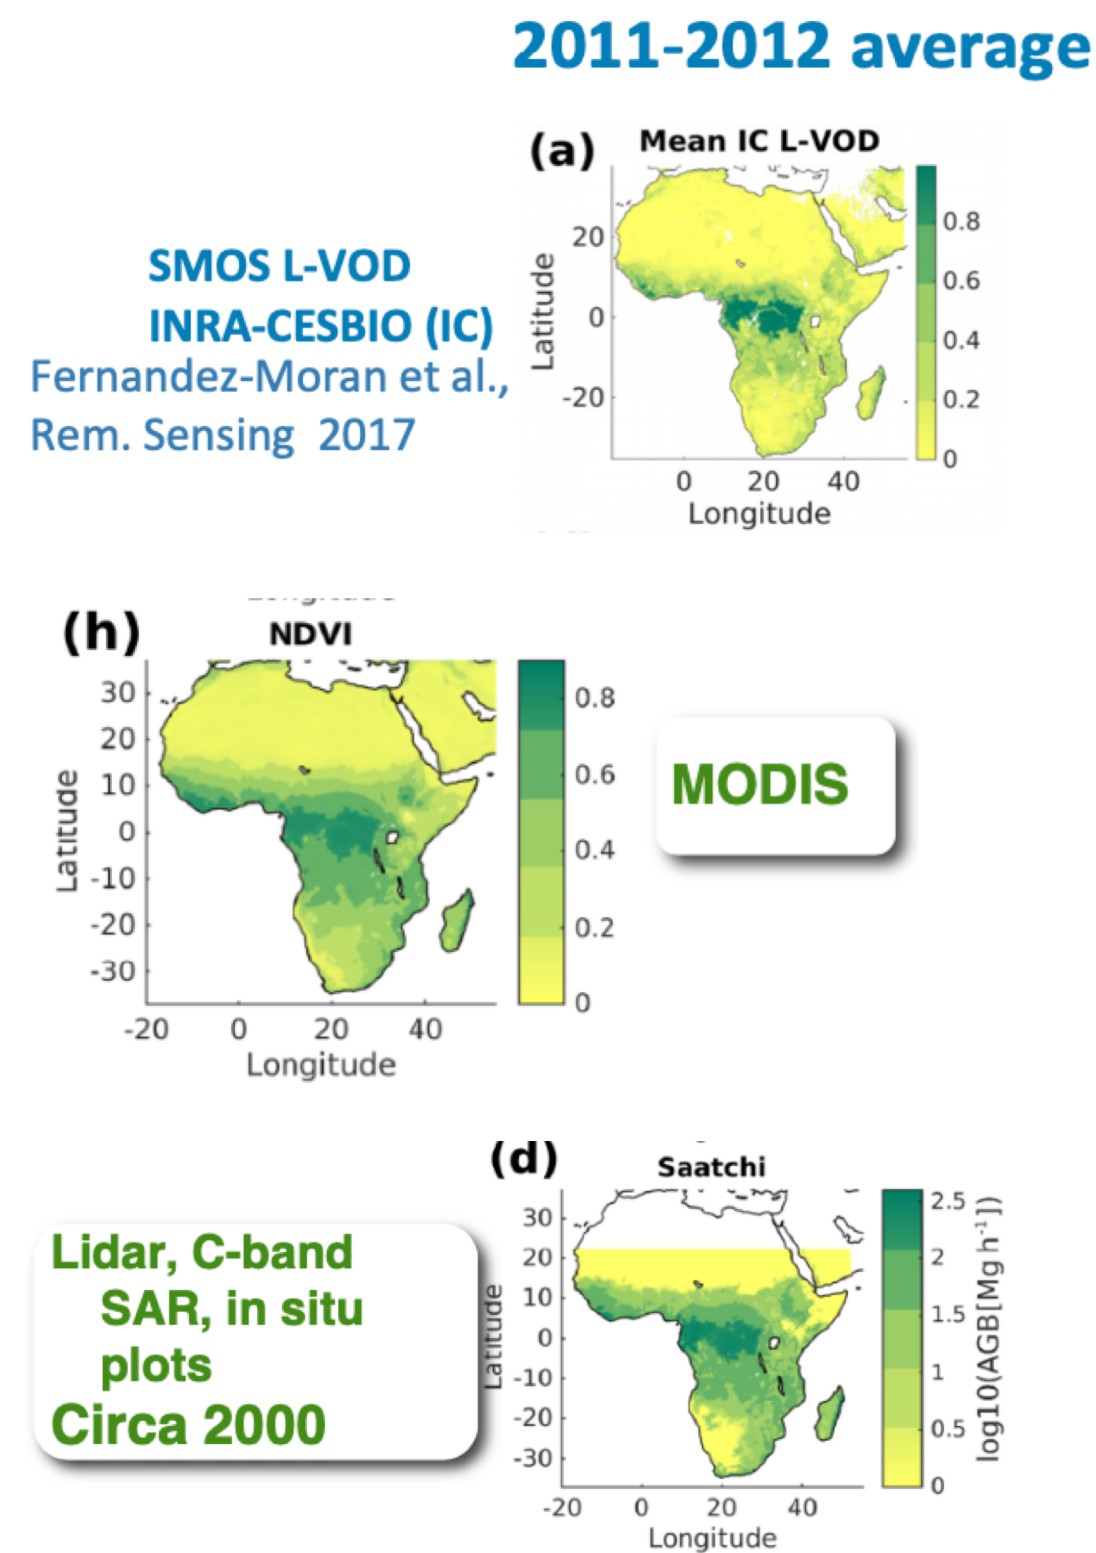 2011-2012 average
(a)
Mean IC L-VOD
SMOS L-VOD
INRA-CESBIO (IC)
Fernandez-Moran et al.,
Rem. Sensing 2017
Latitude
20
0
-20
0 20 40
Longitude
0.8
0.6
0.4
0.2
0
(h)
NDVI
Latitude
30
20
10
0
-10
-20
-30
-20 0 20 40
Longitude
0.8
0.6
0.4
0.2
0
MODIS
(d)
Saatchi
Lidar, C-band
SAR, in situ
plots
Circa 2000
Latitude
30
20
10
0
-10
-20
-30
-20 0 20 40
Longitude
2.5
2
1.5
1
0.5
0
log10(AGB[Mg h⁻¹])